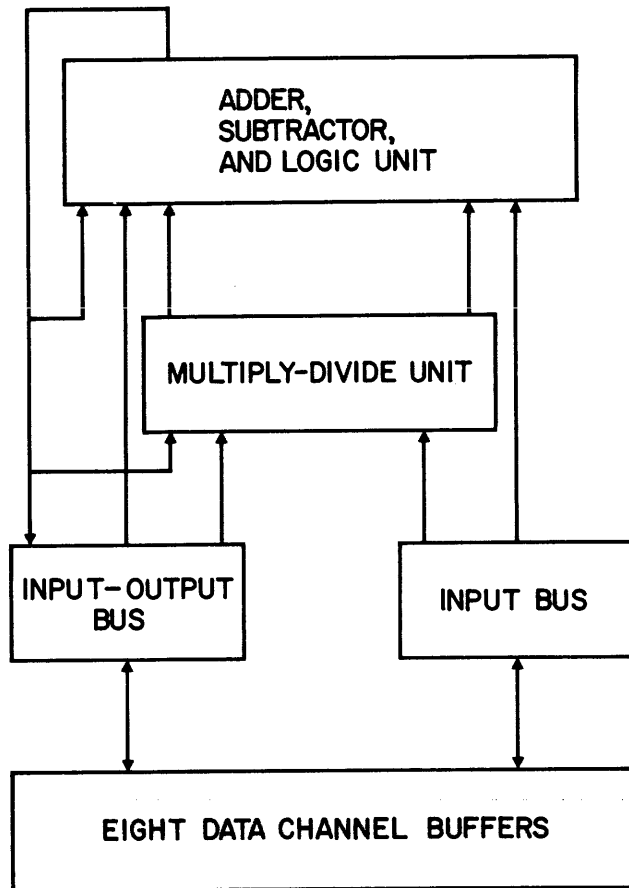 ADDER,
SUBTRACTOR,
AND LOGIC UNIT
MULTIPLY-DIVIDE UNIT
INPUT-OUTPUT
BUS
INPUT BUS
EIGHT DATA CHANNEL BUFFERS